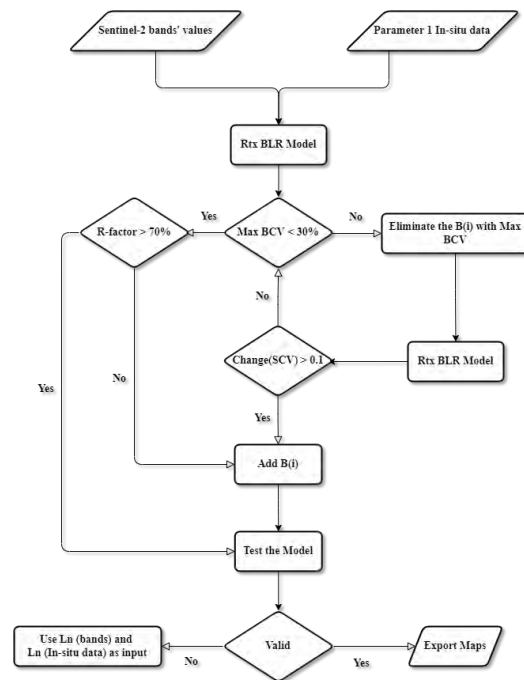 Sentinel-2 bands' values
Parameter 1 In-situ data
Rtx BLR Model
R-factor > 70%
Yes
Max BCV < 30%
No
Eliminate the B(i) with Max
BCV
No
Change(SCV) > 0.1
Rtx BLR Model
Yes
No
Yes
Add B(i)
Test the Model
Use Ln (bands) and
Ln (In-situ data) as input
No
Valid
Yes
Export Maps